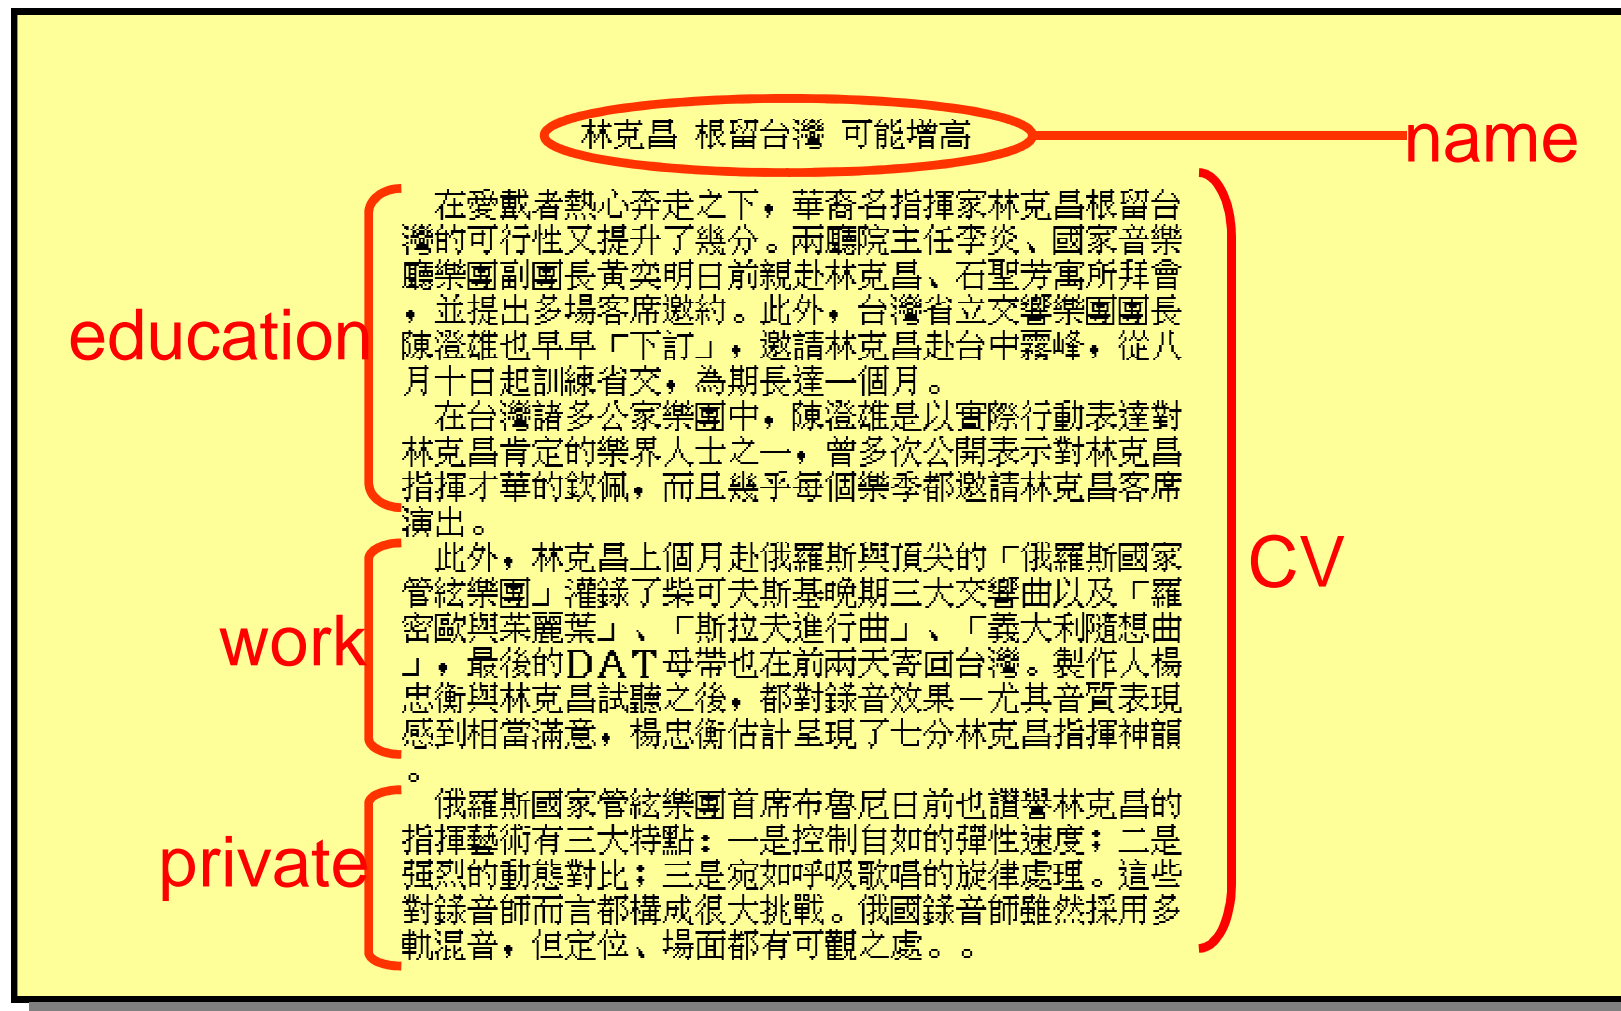 林克昌 根留台灣 可能增高
name
在愛戴者熱心奔走之下，華裔名指揮家林克昌根留台
灣的可行性又提升了幾分。兩廳院主任李炎、國家音樂
廳樂團副團長黃奕明日前親赴林克昌、石聖芳寓所拜會
，並提出多場客席邀約。此外，台灣省立交響樂團團長
陳澄雄也早早「下訂」，邀請林克昌赴台中霧峰，從八
月十日起訓練省交，為期長達一個月。
在台灣諸多公家樂團中，陳澄雄是以實際行動表達對
林克昌肯定的樂界人士之一，曾多次公開表示對林克昌
指揮才華的欽佩，而且幾乎每個樂季都邀請林克昌客席
演出。
education
此外，林克昌上個月赴俄羅斯與頂尖的「俄羅斯國家
管絃樂團」灌錄了柴可夫斯基晚期三大交響曲以及「羅
密歐與茱麗葉」、「斯拉夫進行曲」、「義大利隨想曲
」，最後的DAT母帶也在前兩天寄回台灣。製作人楊
忠衡與林克昌試聽之後，都對錄音效果－尤其音質表現
感到相當滿意，楊忠衡估計呈現了七分林克昌指揮神韻
。
work
CV
俄羅斯國家管絃樂團首席布魯尼日前也讚譽林克昌的
指揮藝術有三大特點：一是控制自如的彈性速度；二是
強烈的動態對比；三是宛如呼吸歌唱的旋律處理。這些
對錄音師而言都構成很大挑戰。俄國錄音師雖然採用多
軌混音，但定位、場面都有可觀之處。。
private